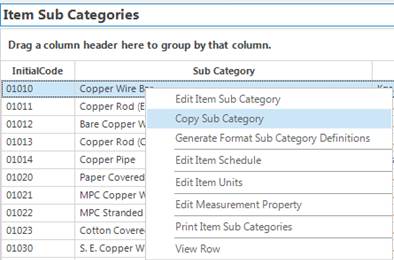 Item Sub Categories
Drag a column header here to group by that column.
InitialCode Sub Category
01010 Copper Wire
01011 Copper Rod
01012 Bare Copper
01013 Copper Rod
01014 Copper Pipe
01020 Paper Covered
01021 MPC Copper
01022 MPC Stranded
01023 Cotton
01030 S. E. Copper
Edit Item Sub Category
Copy Sub Category
Generate Format Sub Category Definitions
Edit Item Schedule
Edit Item Units
Edit Measurement Property
Print Item Sub Categories
View Row